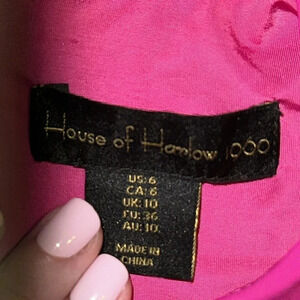 House of Harlow 1960
US: 6
CA: 6
UK: 10
EU: 36
AU: 10
MADE IN
CHINA